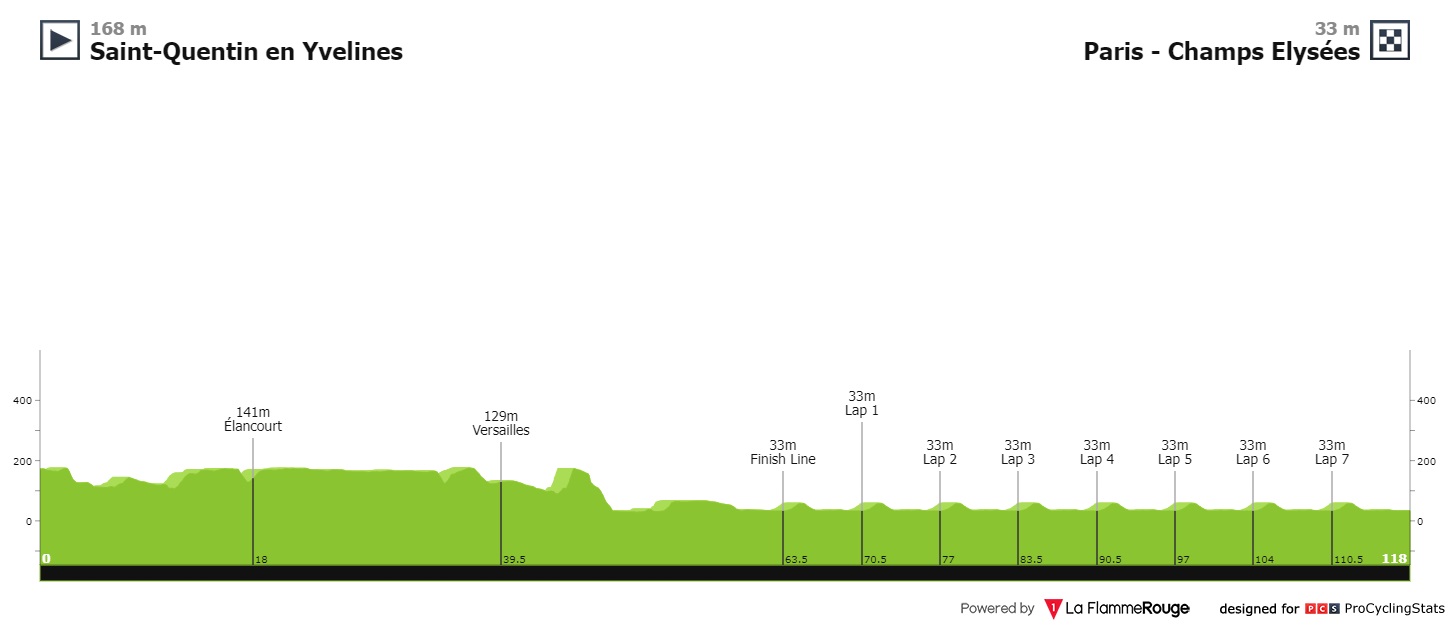 168 m
Saint-Quentin en Yvelines
33 m
Paris - Champs Elysées
400
200
0
400
200
0
141m
Élancourt
129m
Versailles
33m
Finish Line
33m
Lap 1
33m
Lap 2
33m
Lap 3
33m
Lap 4
33m
Lap 5
33m
Lap 6
33m
Lap 7
0
18
39.5
63.5
70.5
77
83.5
90.5
97
104
110.5
118
Powered by 1 La FlammeRouge designed for PCS ProCyclingStats